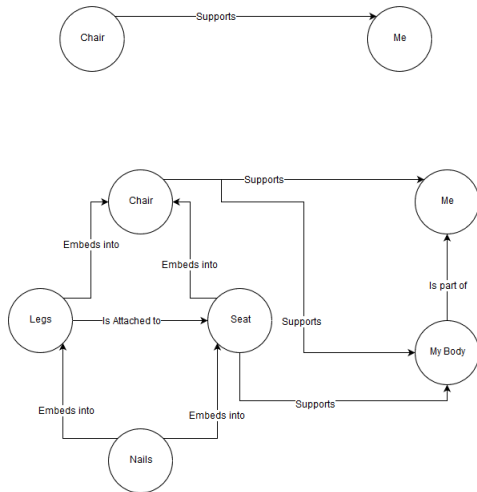 Supports
Chair
Me
Supports
Chair
Me
Embeds into
Embeds into
Is part of
Legs
Is Attached to
Seat
Supports
My Body
Supports
Embeds into
Embeds into
Nails